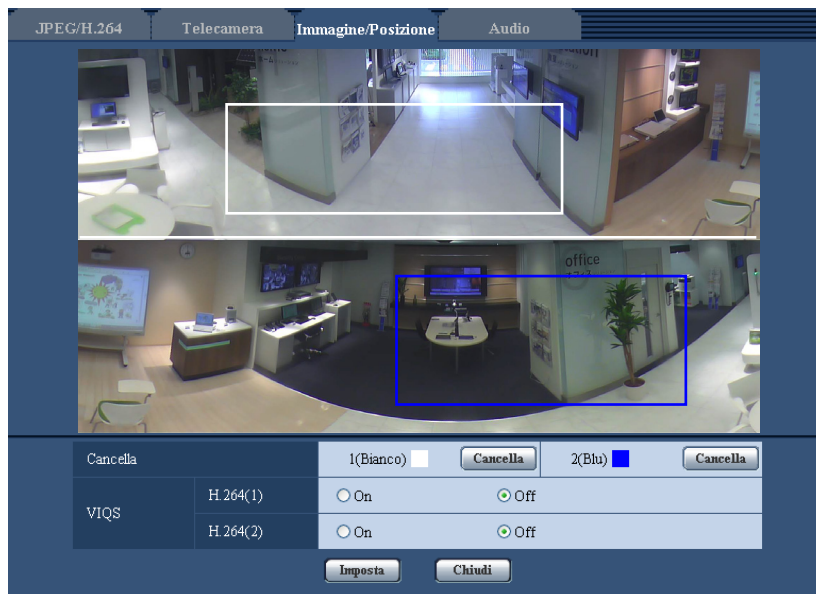 JPEG/H.264 Telecamera Immagine/Posizione Audio
office
Cancella 1(Bianco) Cancella 2(Blu) Cancella
VIQS H.264(1) On Off
H.264(2) On Off
Imposta Chiudi